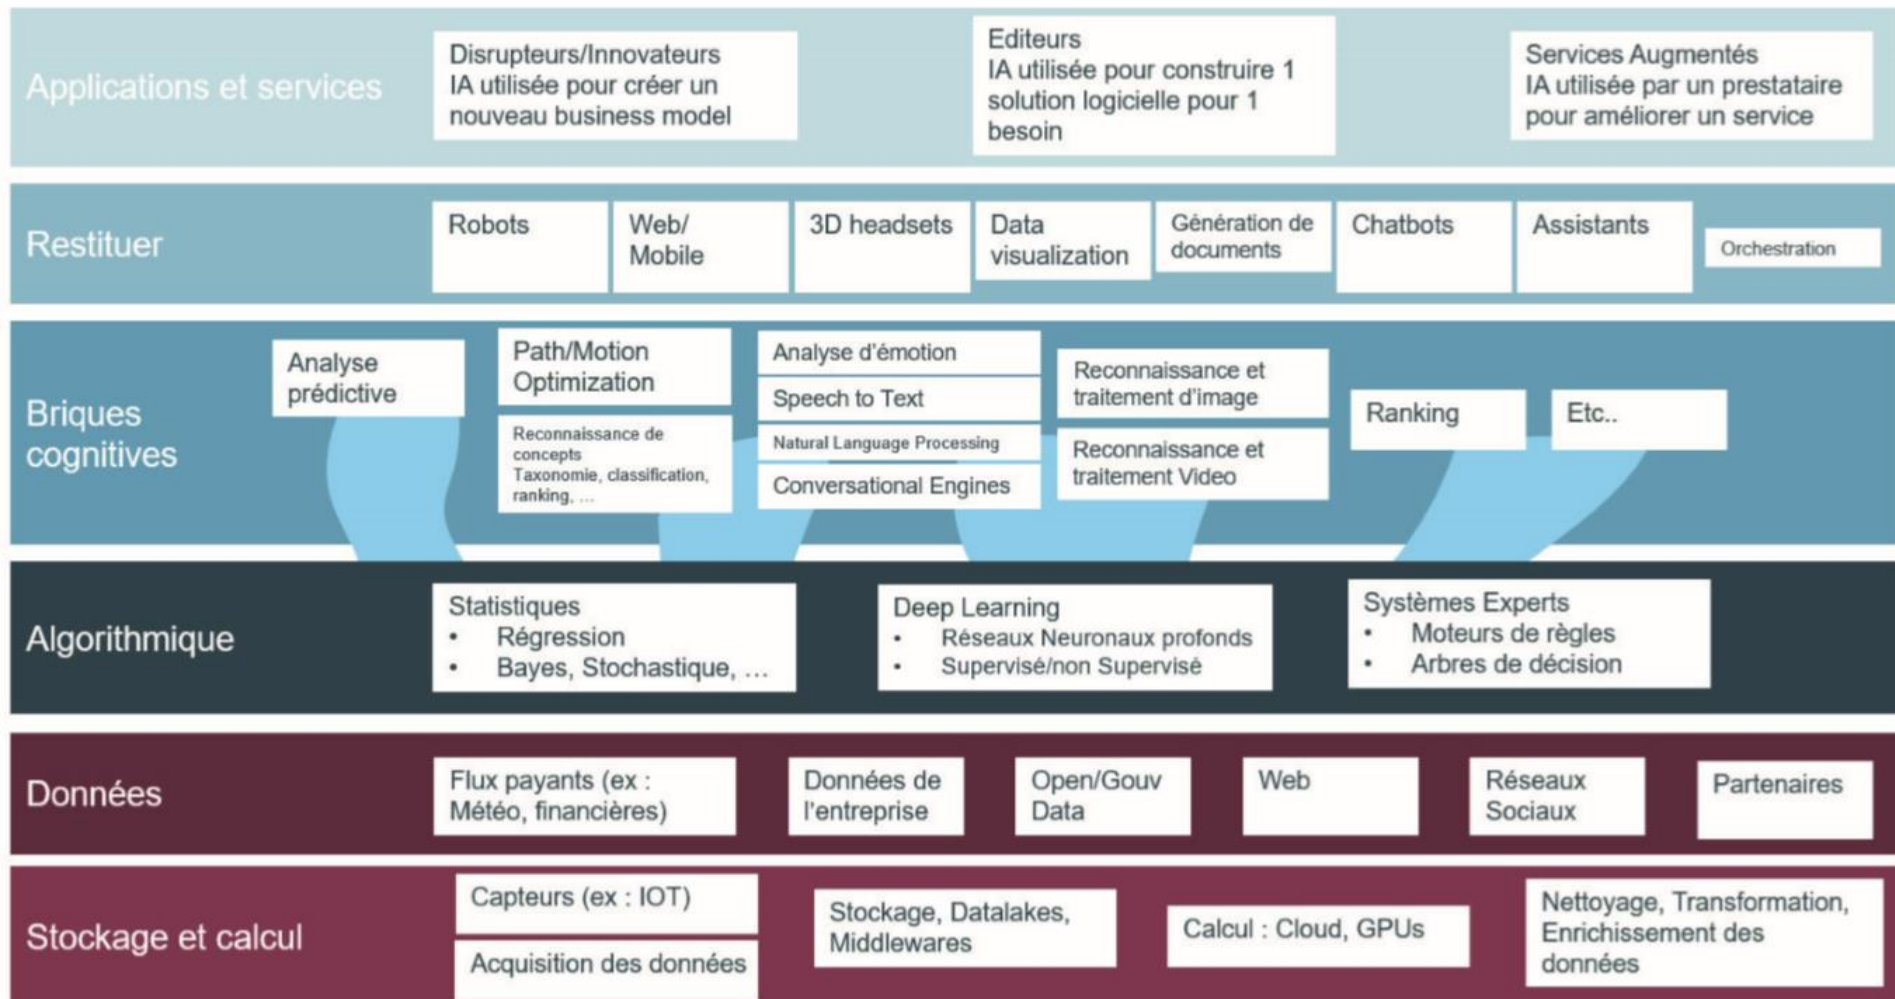 Applications et services
Disrupteurs/Innovateurs
IA utilisée pour créer un
nouveau business model
Editeurs
IA utilisée pour construire 1
solution logicielle pour 1
besoin
Services Augmentés
IA utilisée par un prestataire
pour améliorer un service
Restituer
Robots
Web/
Mobile
3D headsets
Data
visualization
Génération de
documents
Chatbots
Assistants
Orchestration
Briques
cognitives
Analyse
prédictive
Path/Motion
Optimization
Reconnaissance de
concepts
Taxonomie, classification,
ranking, ...
Analyse d'émotion
Speech to Text
Natural Language Processing
Conversational Engines
Reconnaissance et
traitement d'image
Reconnaissance et
traitement Video
Ranking
Etc..
Algorithmique
Statistiques
• Régression
• Bayes, Stochastique, ...
Deep Learning
• Réseaux Neuronaux profonds
• Supervisé/non Supervisé
Systèmes Experts
• Moteurs de règles
• Arbres de décision
Données
Flux payants (ex :
Météo, financières)
Données de
l'entreprise
Open/Gouv
Data
Web
Réseaux
Sociaux
Partenaires
Stockage et calcul
Capteurs (ex : IOT)
Acquisition des données
Stockage, Datalakes,
Middlewares
Calcul : Cloud, GPUs
Nettoyage, Transformation,
Enrichissement des
données